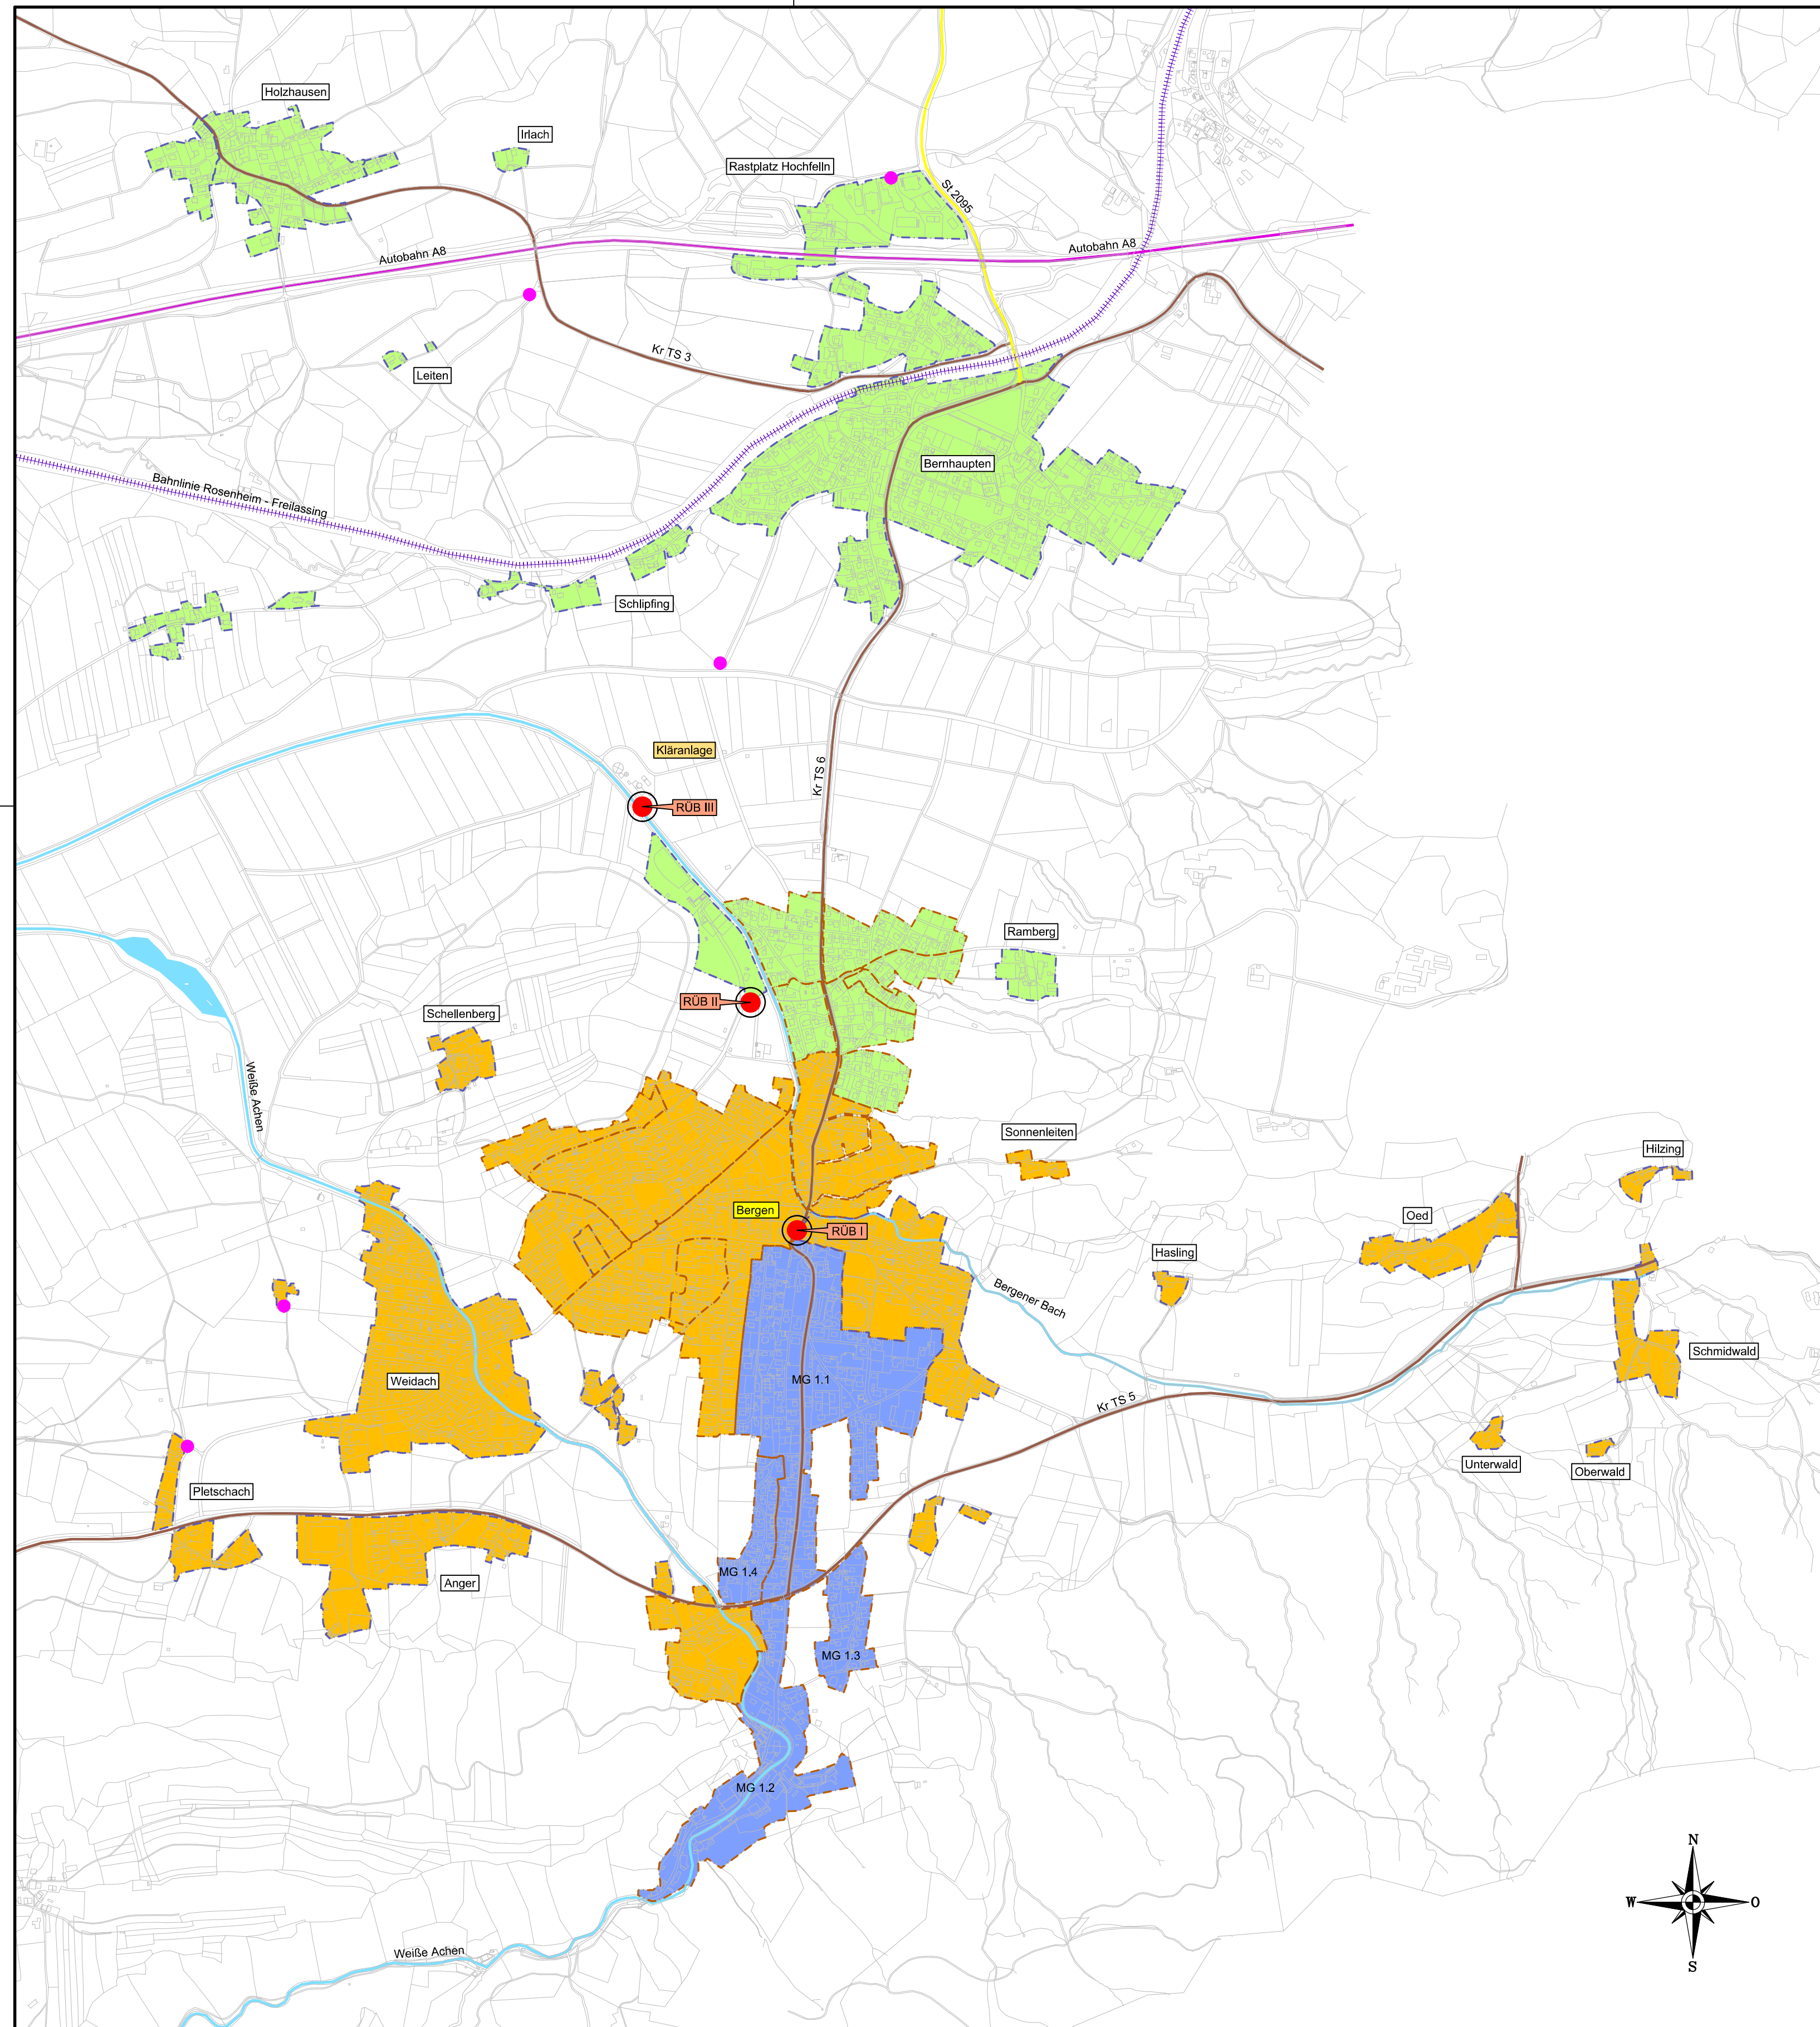 Holzhausen
Irlach
Rastplatz Hochfelln
St 2095
Autobahn A8
Autobahn A8
Kr TS 3
Leiten
Bernhaupten
Bahnlinie Rosenheim - Freilassing
Schlipfing
Kläranlage
Kr TS 6
RÜB III
Ramberg
RÜB II
Schellenberg
Weiße Achen
Sonnenleiten
Hilzing
Bergen
Oed
RÜB I
Hasling
Bergener Bach
Schmidwald
Weidach
MG 1.1
Kr TS 5
Unterwald
Oberwald
Pletschach
MG 1.4
Anger
MG 1.3
MG 1.2
N
W
O
S
Weiße Achen